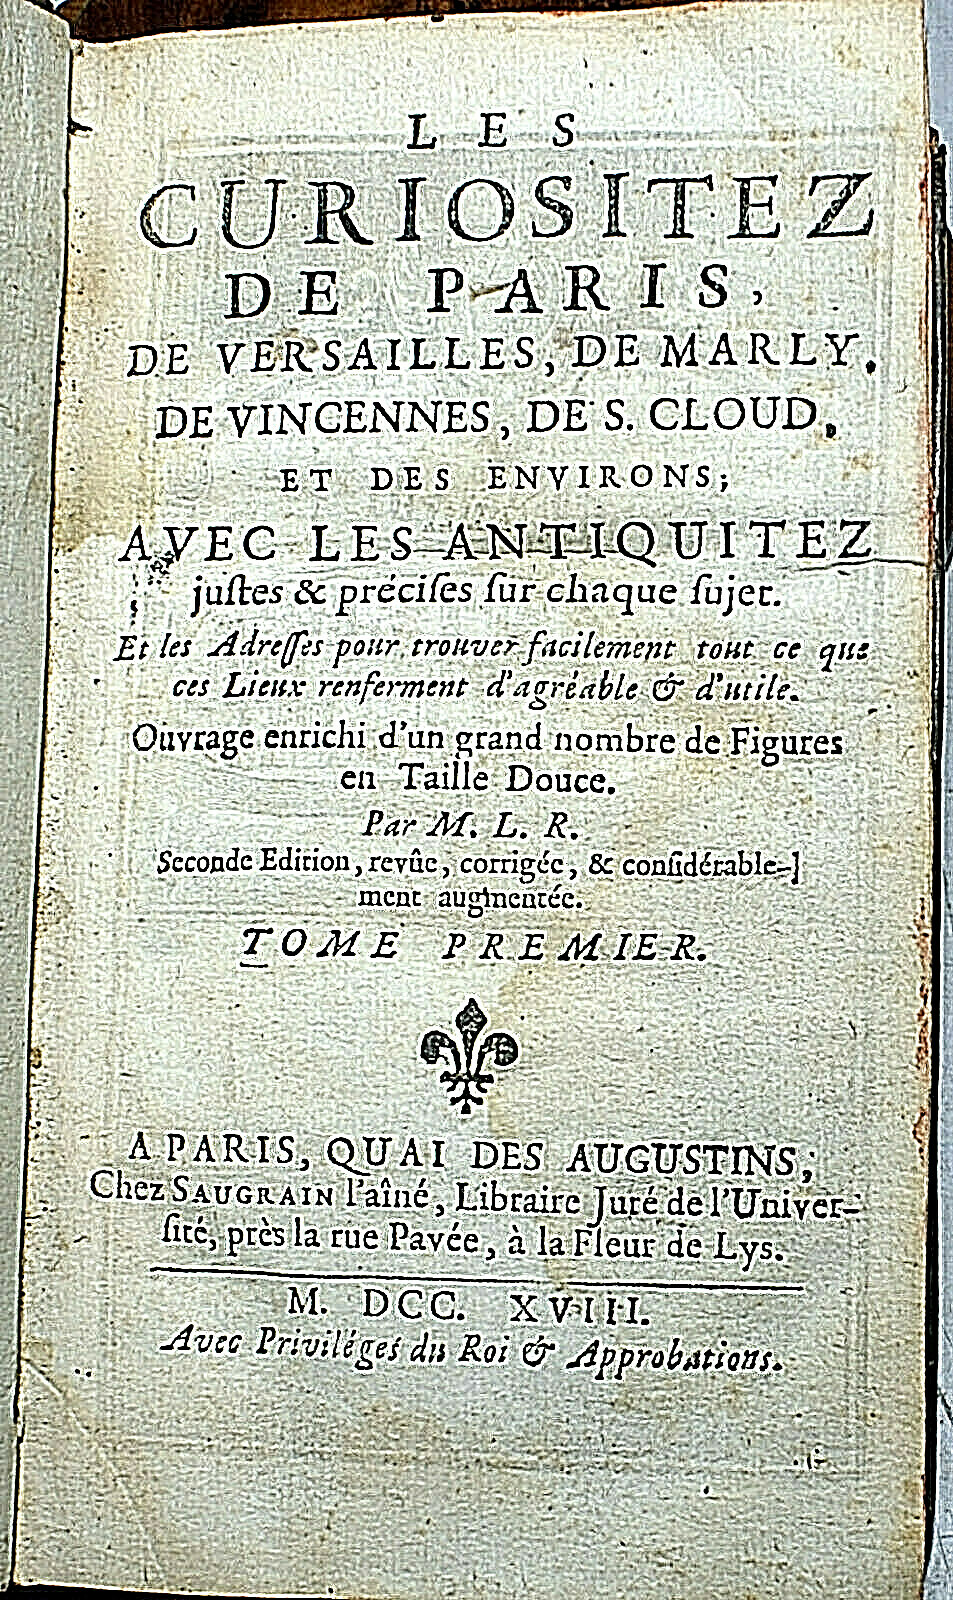 LES
CURIOSITEZ
DE PARIS,
DE VERSAILLES, DE MARLY,
DE VINCENNES, DE S. CLOUD,
ET DES ENVIRONS;
AVEC LES ANTIQUITEZ
juſtes & préciſes ſur chaque ſujet.
Et les Adreſſes pour trouver facilement tout ce que
ces Lieux renferment d'agréable & d'utile.
Ouvrage enrichi d'un grand nombre de Figures
en Taille Douce.
Par M. L. R.
Seconde Edition, revûe, corrigée, & conſidérable-
ment augmentée.
TOME PREMIER.
A PARIS, QUAI DES AUGUSTINS,
Chez SAUGRAIN l'aîné, Libraire Juré de l'Univer-
ſité, près la rue Pavée, à la Fleur de Lys.
M. DCC. XVIII.
Avec Priviléges du Roi & Approbations.